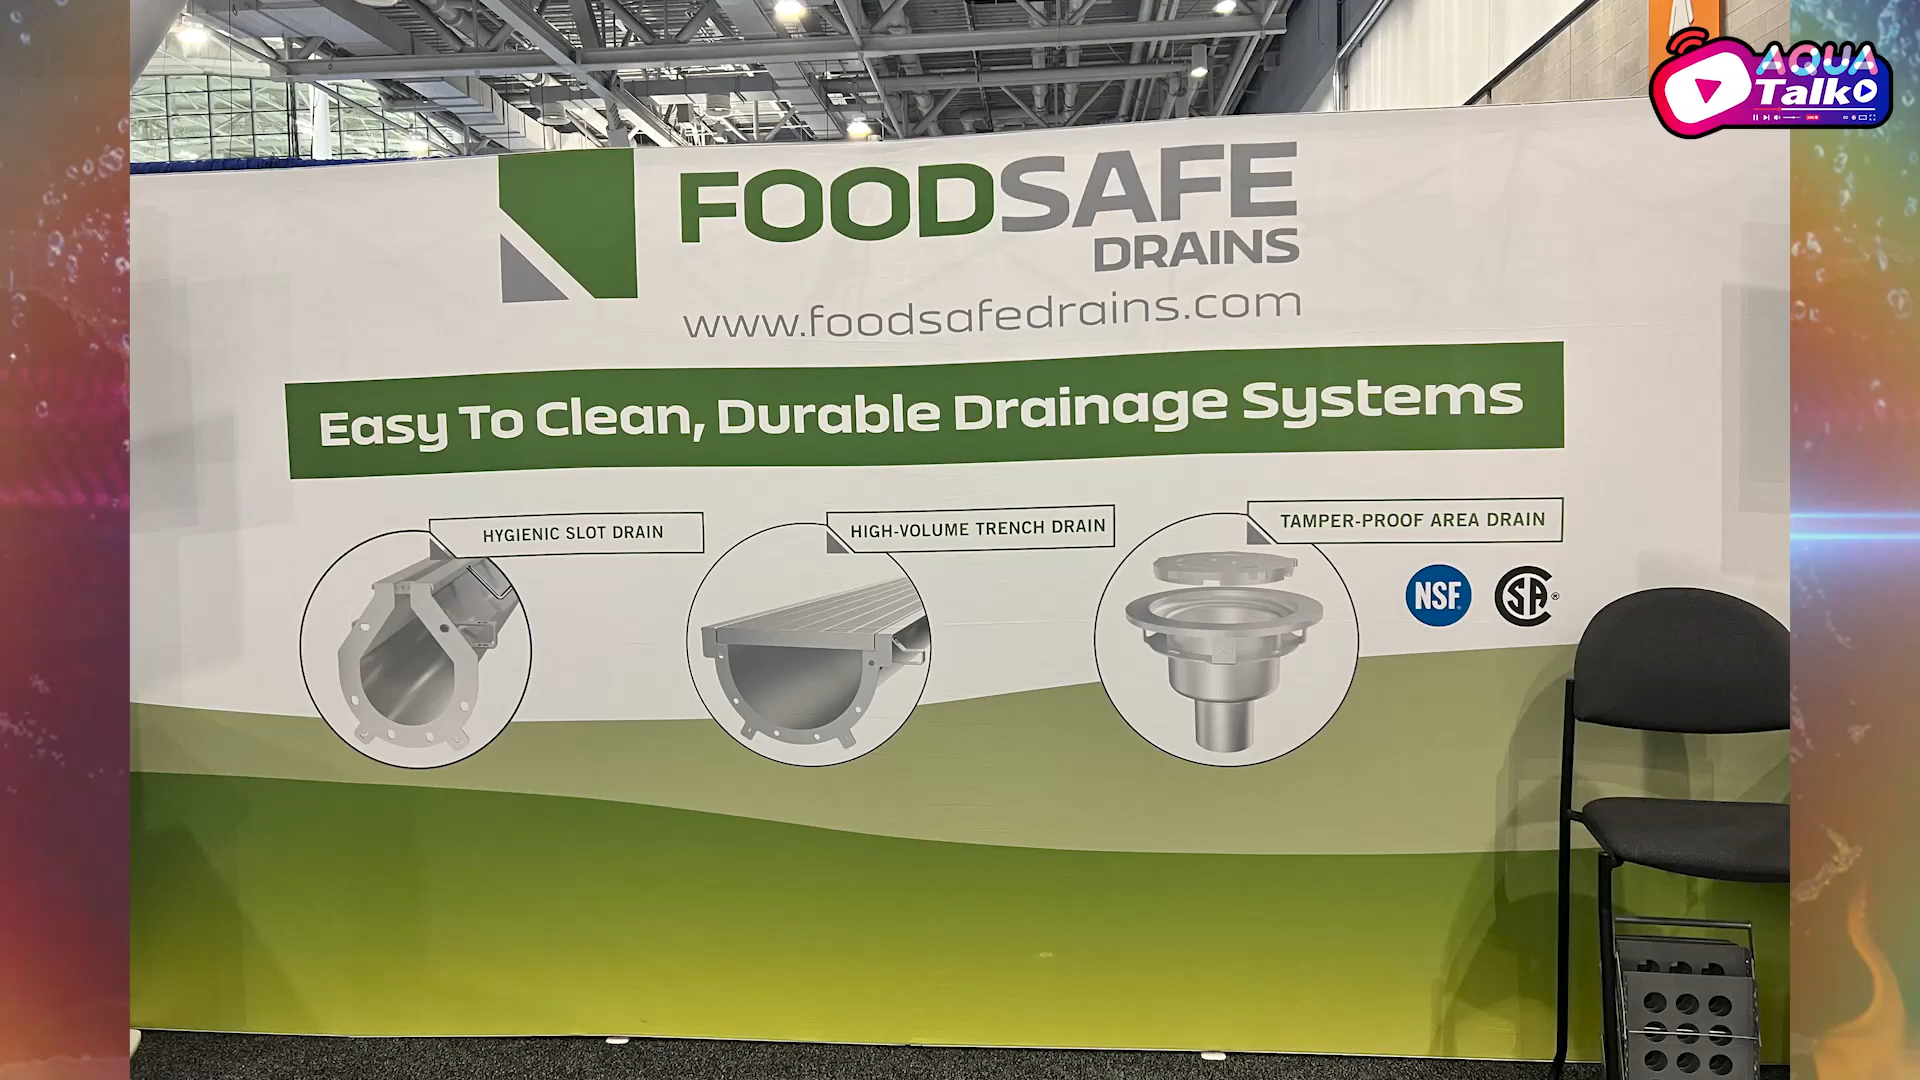 AQUA
Talk
FOODSAFE
DRAINS
www.foodsafedrains.com
Easy To Clean, Durable Drainage Systems
HYGIENIC SLOT DRAIN
HIGH-VOLUME TRENCH DRAIN
TAMPER-PROOF AREA DRAIN
NSF
CSA